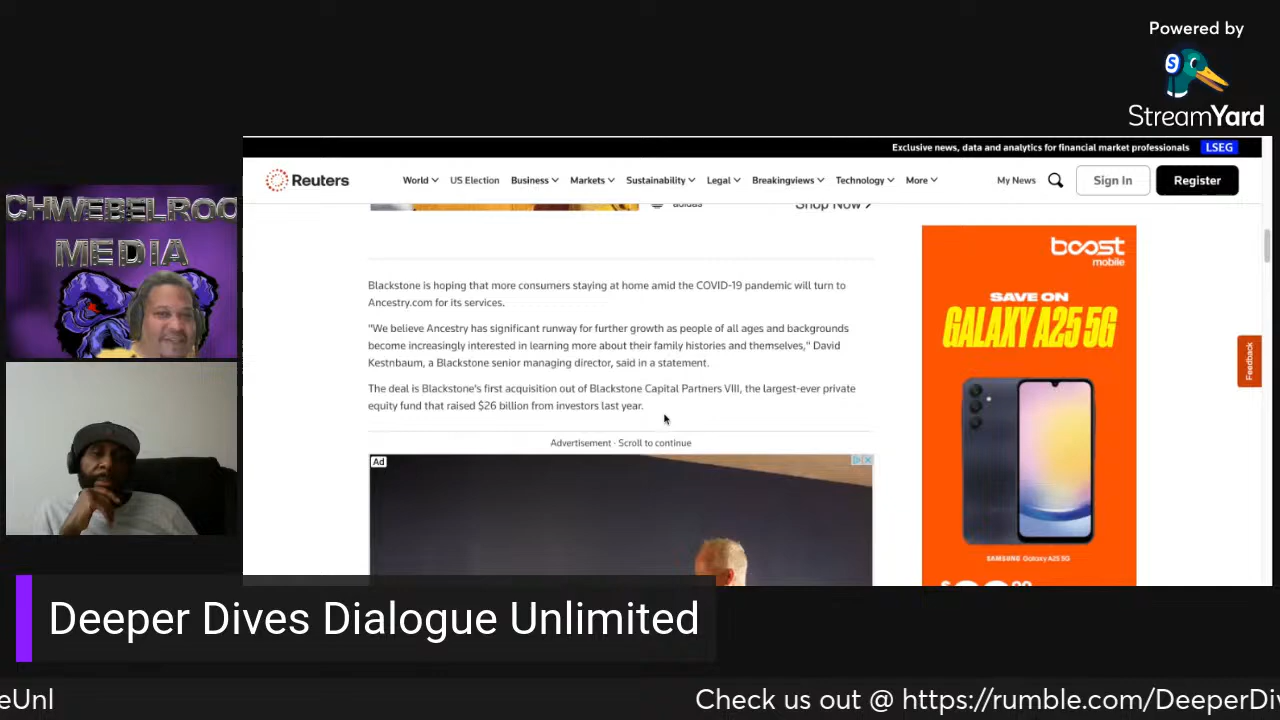 Powered by
StreamYard
Exclusive news, data and analytics for financial market professionals LSEG
Reuters World US Election Business Markets Sustainability Legal Breakingviews Technology More My News Sign In Register
adidas Shop Now
CHWEBELROO
MEDIA
Blackstone is hoping that more consumers staying at home amid the COVID-19 pandemic will turn to
Ancestry.com for its services.
"We believe Ancestry has significant runway for further growth as people of all ages and backgrounds
become increasingly interested in learning more about their family histories and themselves," David
Kestnbaum, a Blackstone senior managing director, said in a statement.
The deal is Blackstone's first acquisition out of Blackstone Capital Partners VIII, the largest-ever private
equity fund that raised $26 billion from investors last year.
Advertisement · Scroll to continue
Ad
boost
mobile
SAVE ON
GALAXY A25 5G
SAMSUNG Galaxy A25 5G
Feedback
Deeper Dives Dialogue Unlimited
eUnl Check us out @ https://rumble.com/DeeperDiv